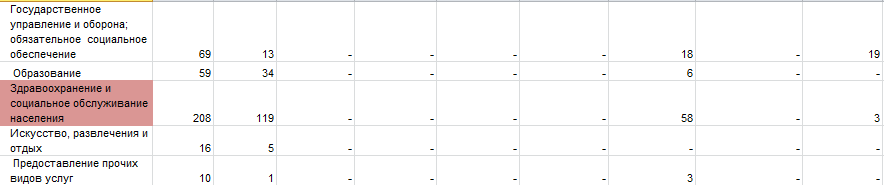 Государственное
управление и оборона;
обязательное социальное
обеспечение 69 13 - - - - 18 - 19
Образование 59 34 - - - - 6 - -
Здравоохранение и
социальное обслуживание
населения 208 119 - - - - 58 - 3
Искусство, развлечения и
отдых 16 5 - - - - - - -
Предоставление прочих
видов услуг 10 1 - - - - 3 - -